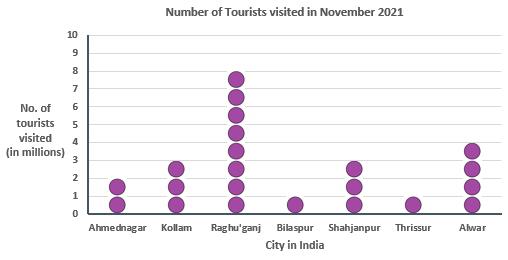 Number of Tourists visited in November 2021
10
9
8
7
6
5
4
3
2
1
0
No. of
tourists
visited
(in millions)
Ahmednagar Kollam Raghu'ganj Bilaspur Shahjanpur Thrissur Alwar
City in India